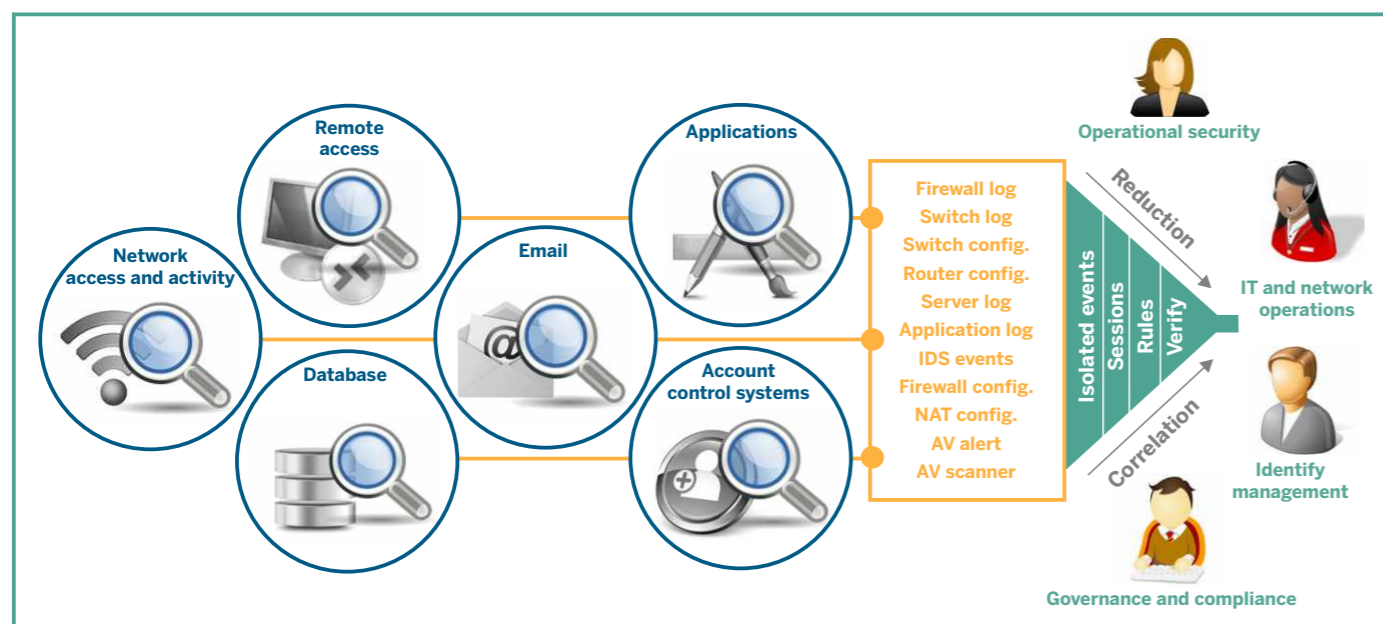 Remote
access
Applications
Network
access and activity
Email
@
Database
Account
control systems
Firewall log
Switch log
Switch config.
Router config.
Server log
Application log
IDS events
Firewall config.
NAT config.
AV alert
AV scanner
Isolated events
Sessions
Rules
Verify
Reduction
Correlation
Operational security
IT and network
operations
Identify
management
Governance and compliance